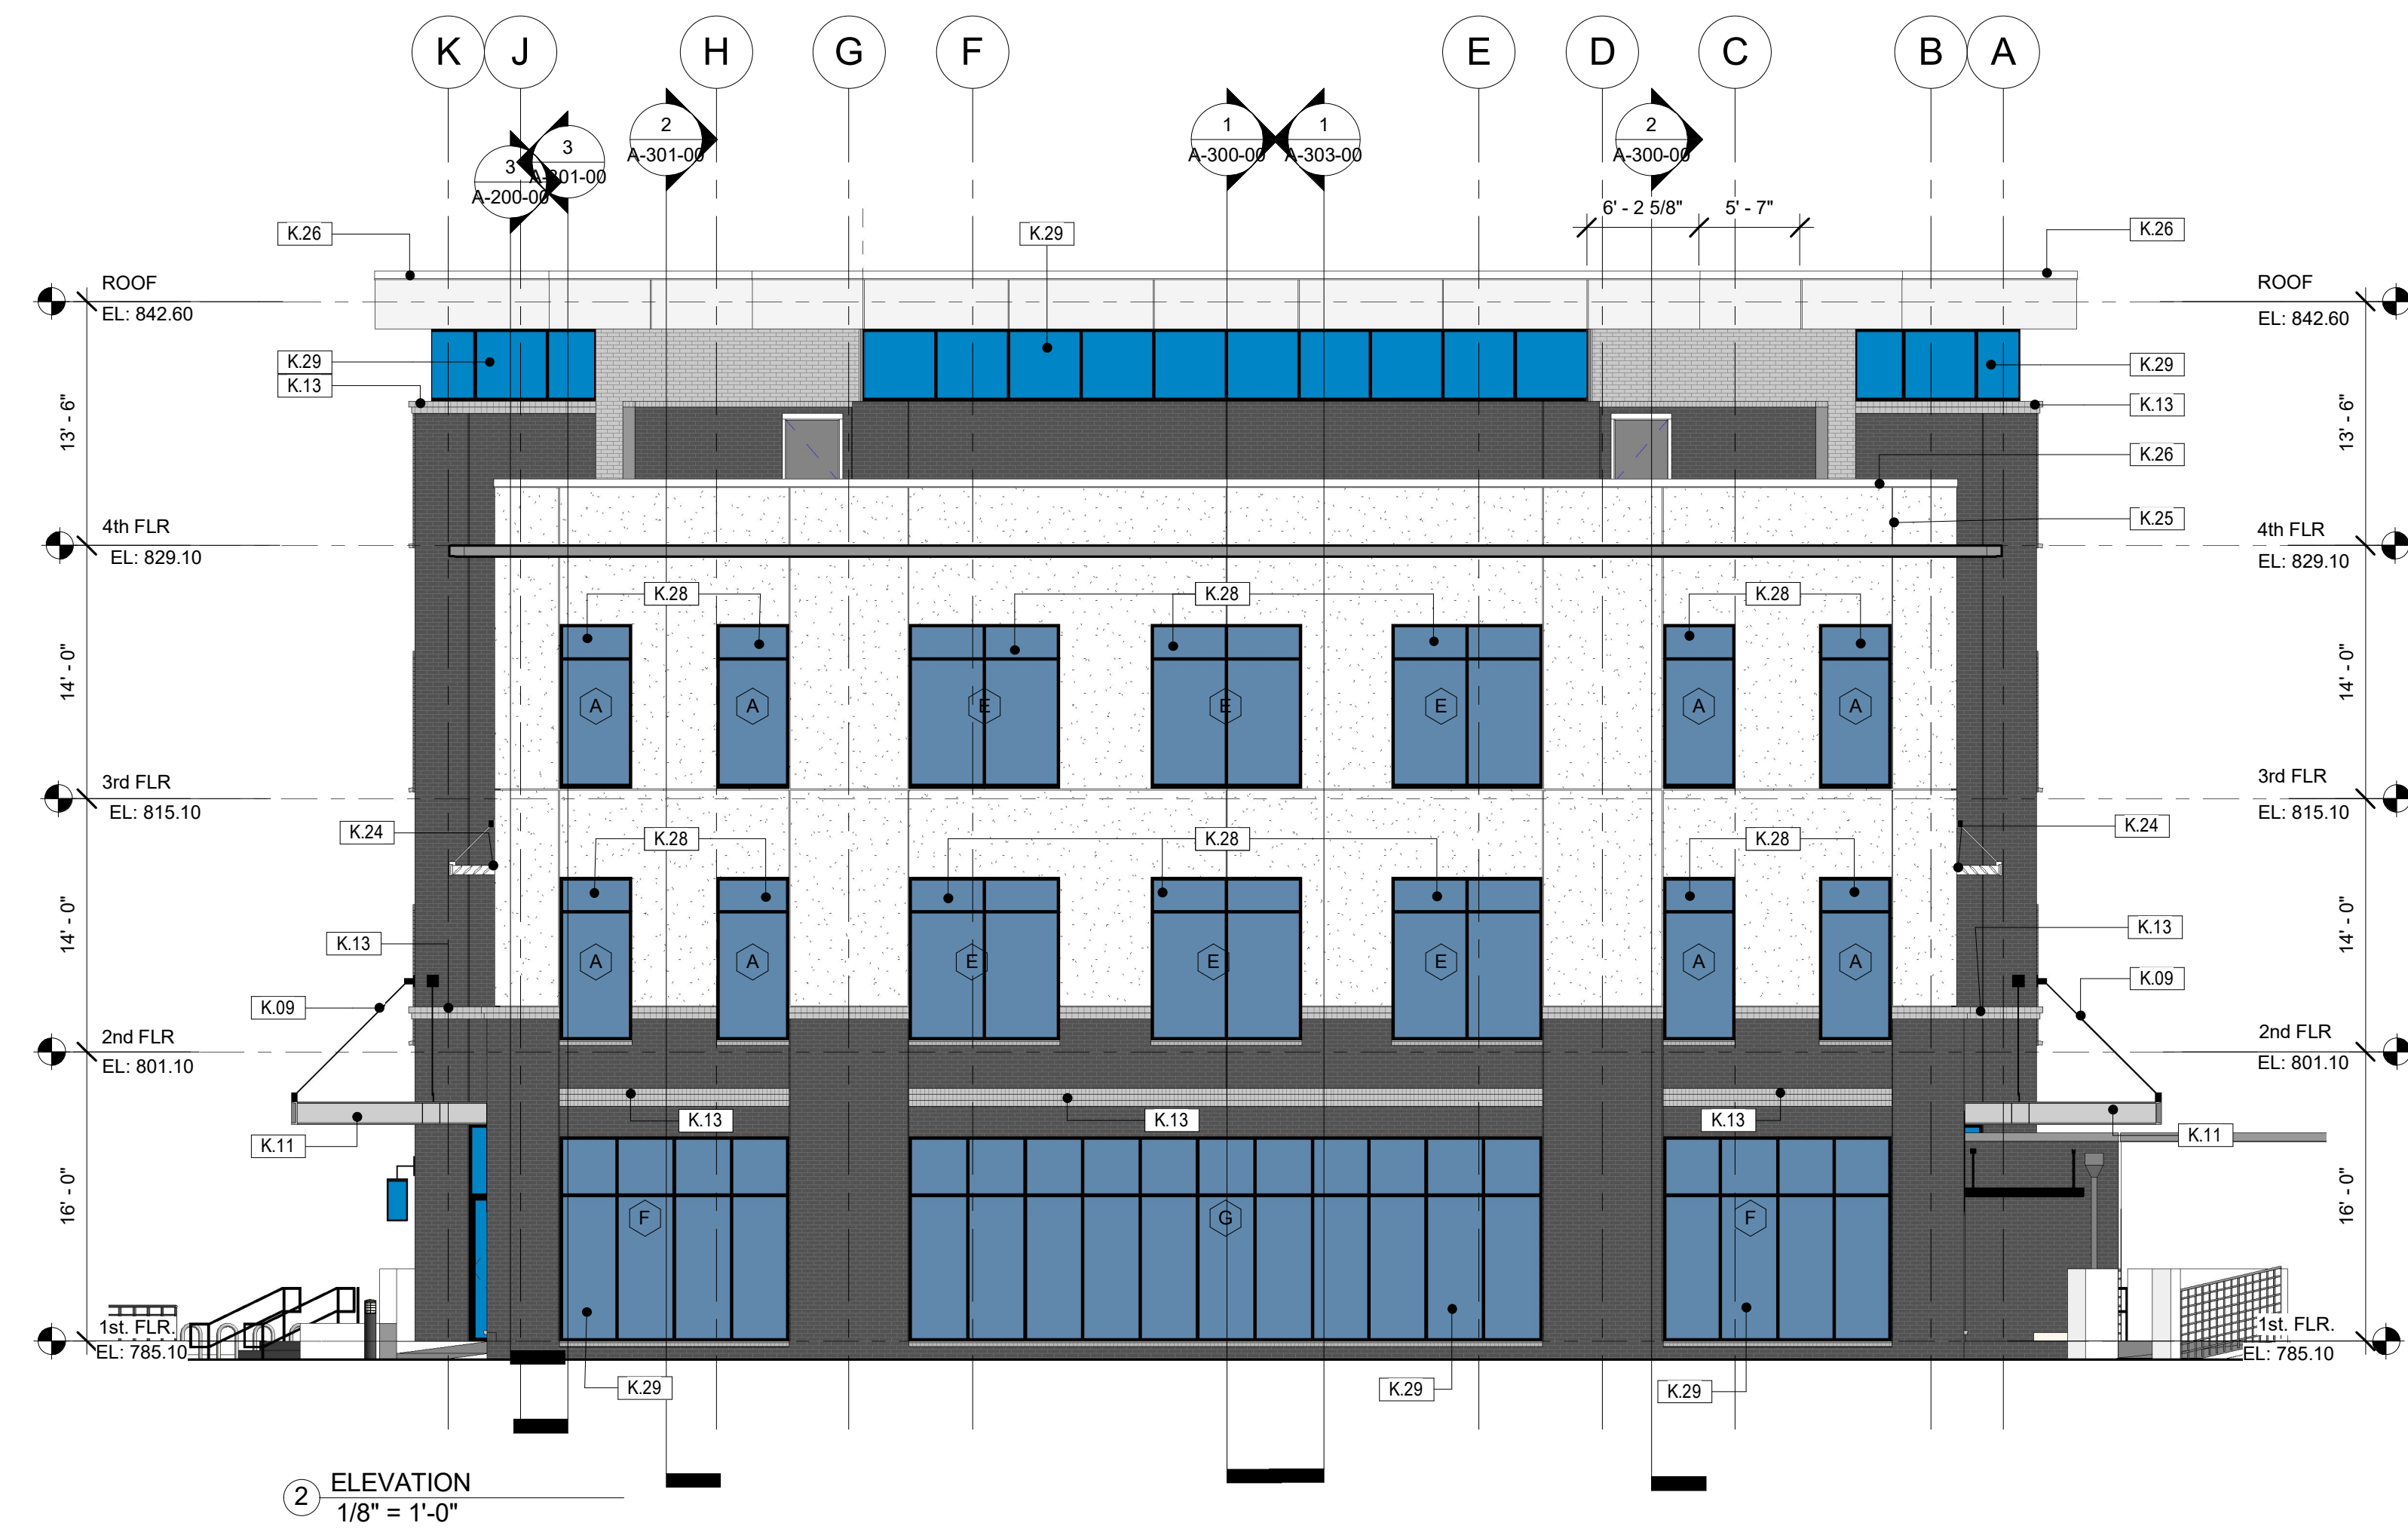 K J H G F E D C B A
2
A-301-00
1
A-300-00
1
A-303-00
2
A-300-00
3
A-301-00
3
A-200-00
6' - 2 5/8" 5' - 7"
K.26 K.29 K.26
ROOF
EL: 842.60
ROOF
EL: 842.60
K.29 K.29
K.13 K.13
13' - 6" 13' - 6"
K.26
K.25
4th FLR
EL: 829.10
4th FLR
EL: 829.10
K.28 K.28 K.28
14' - 0" 14' - 0"
A A E E E A A
3rd FLR
EL: 815.10
3rd FLR
EL: 815.10
K.24 K.28 K.28 K.28 K.24
14' - 0" 14' - 0"
K.13 K.13
A A E E E A A
K.09 K.09
2nd FLR
EL: 801.10
2nd FLR
EL: 801.10
K.13 K.13 K.13
K.11 K.11
16' - 0" 16' - 0"
F G F
1st. FLR.
EL: 785.10
1st. FLR.
EL: 785.10
K.29 K.29 K.29
2 ELEVATION
1/8" = 1'-0"